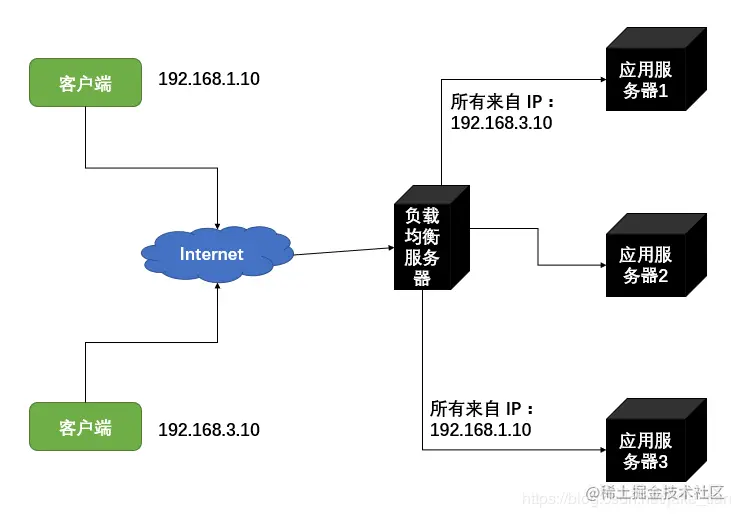 客户端
192.168.1.10
应用服
务器1
所有来自 IP：
192.168.3.10
负载
均衡
服务
器
Internet
应用服
务器2
客户端
192.168.3.10
所有来自 IP：
192.168.1.10
应用服
务器3
@稀土掘金技术社区